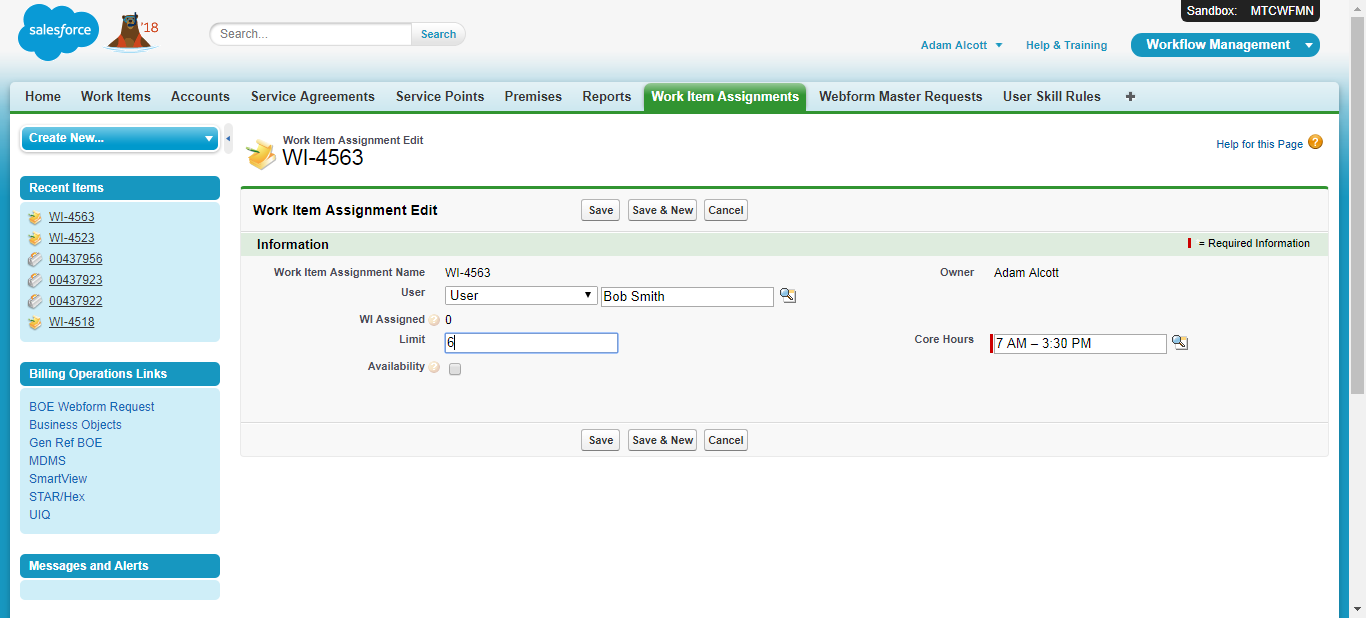 Sandbox: MTCWFMN
salesforce
'18
Search...
Search
Adam Alcott
Help & Training
Workflow Management
Home
Work Items
Accounts
Service Agreements
Service Points
Premises
Reports
Work Item Assignments
Webform Master Requests
User Skill Rules
+
Create New...
Recent Items
WI-4563
WI-4523
00437956
00437923
00437922
WI-4518
Billing Operations Links
BOE Webform Request
Business Objects
Gen Ref BOE
MDMS
SmartView
STAR/Hex
UIQ
Messages and Alerts
Work Item Assignment Edit
WI-4563
Help for this Page ?
Work Item Assignment Edit
Save
Save & New
Cancel
Information
= Required Information
Work Item Assignment Name WI-4563
Owner Adam Alcott
User User Bob Smith
WI Assigned ? 0
Limit 6
Core Hours 7 AM – 3:30 PM
Availability ?
Save
Save & New
Cancel